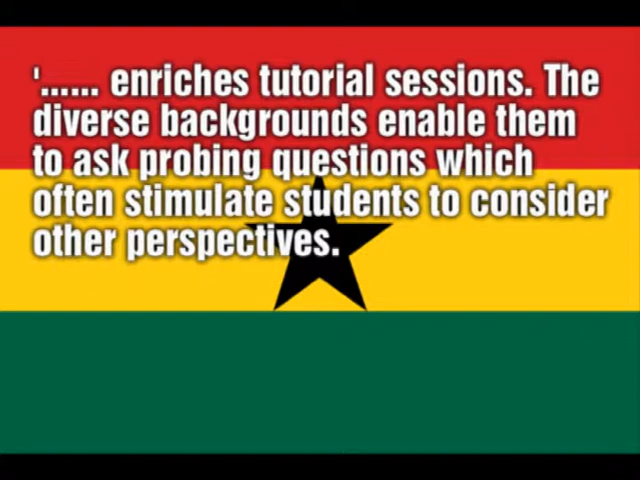 '...... enriches tutorial sessions. The
diverse backgrounds enable them
to ask probing questions which
often stimulate students to consider
other perspectives.